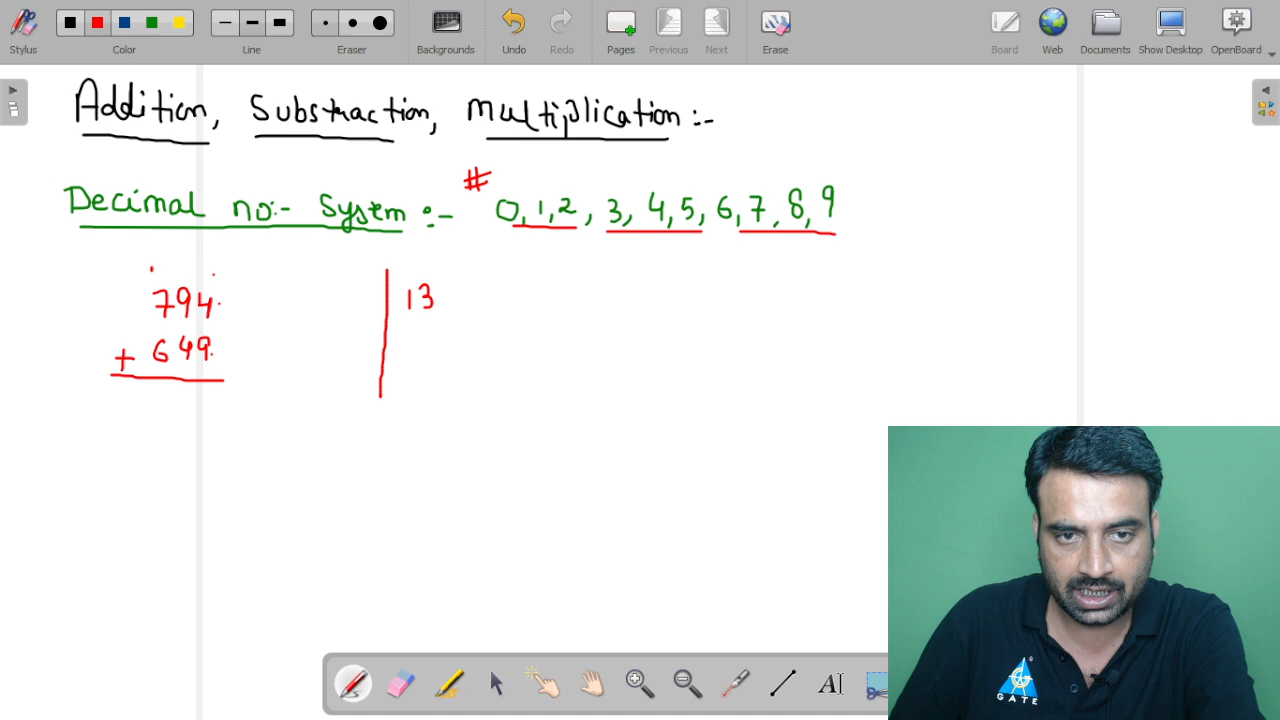 Stylus
Color
Line
Eraser
Backgrounds
Undo
Redo
Pages
Previous
Next
Erase
Board
Web
Documents
Show Desktop
OpenBoard
Addition, Substraction, Multiplication :-
Decimal no:- System :- # 0, 1, 2, 3, 4, 5, 6, 7, 8, 9
794 13
+ 649
GATE
AI